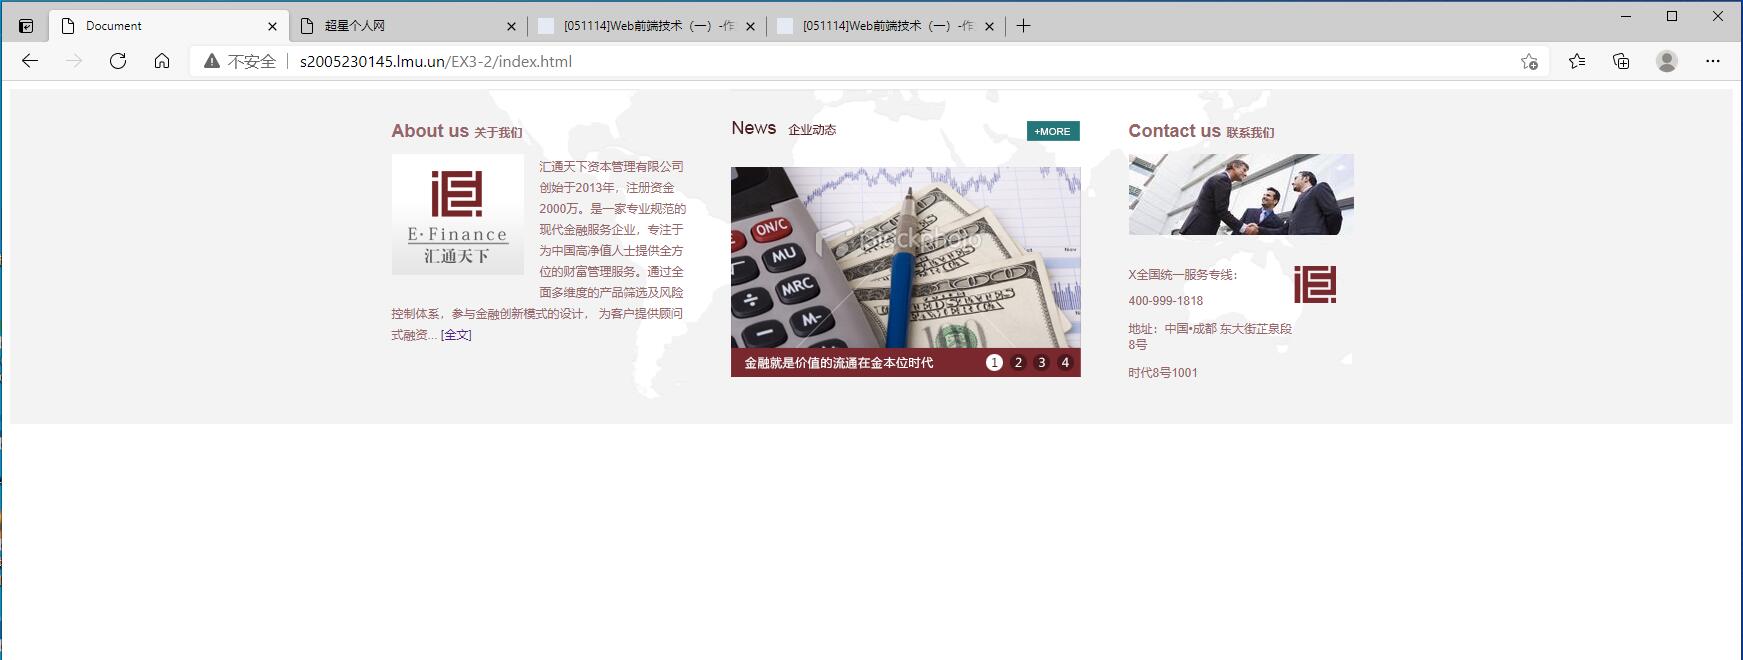 Document
超星个人网
[051114]Web前端技术（一）-作
[051114]Web前端技术（一）-作
不安全
s2005230145.lmu.un/EX3-2/index.html
About us 关于我们
E·Finance
汇通天下
汇通天下资本管理有限公司
创始于2013年，注册资金
2000万。是一家专业规范的
现代金融服务企业，专注于
为中国高净值人士提供全方
位的财富管理服务。通过全
面多维度的产品筛选及风险
控制体系，参与金融创新模式的设计， 为客户提供顾问
式融资... [全文]
News 企业动态
+MORE
ON/C
MU
MRC
M-
÷
iStockphoto
Nov
100
金融就是价值的流通在金本位时代
1 2 3 4
Contact us 联系我们
X全国统一服务专线：
400-999-1818
地址：中国•成都 东大街芷泉段
8号
时代8号1001